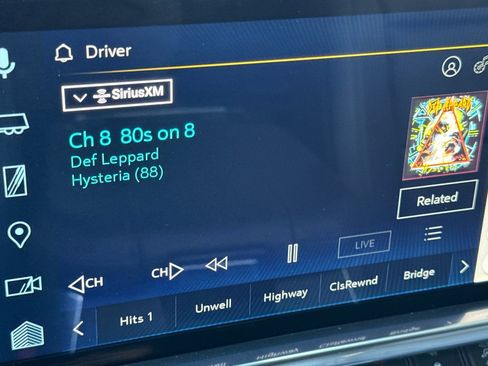 Driver
SiriusXM
Ch 8 80s on 8
Def Leppard
Hysteria (88)
Related
LIVE
CH
CH
Hits 1
Unwell
Highway
ClsRewnd
Bridge